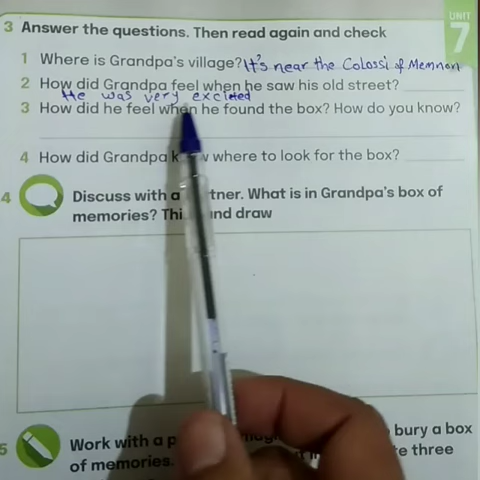 UNIT
7
3 Answer the questions. Then read again and check
1 Where is Grandpa's village? It's near the Colossi of Memnon
2 How did Grandpa feel when he saw his old street?
He was very excited
3 How did he feel when he found the box? How do you know?
4 How did Grandpa where to look for the box?
4 Discuss with a What is in Grandpa's box of
memories? and draw
5 Work with a bury a box
of memories. three